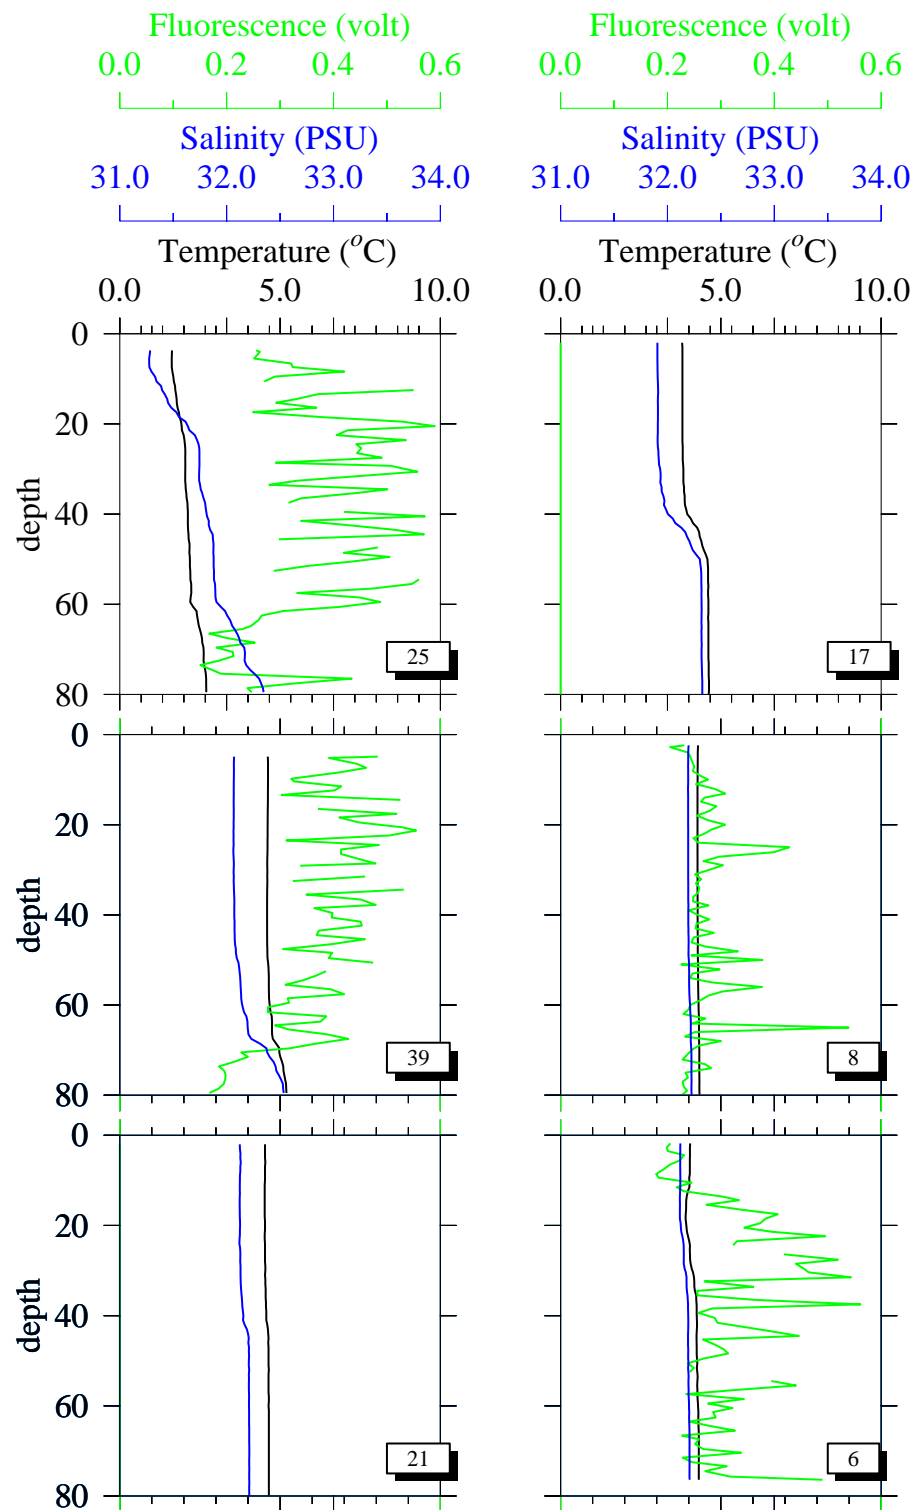 Fluorescence (volt) Fluorescence (volt)
0.0 0.2 0.4 0.6 0.0 0.2 0.4 0.6
Salinity (PSU) Salinity (PSU)
31.0 32.0 33.0 34.0 31.0 32.0 33.0 34.0
Temperature (°C) Temperature (°C)
0.0 5.0 10.0 0.0 5.0 10.0
0
20
40
60
80
depth
25
17
0
20
40
60
80
depth
39
8
0
20
40
60
80
depth
21
6